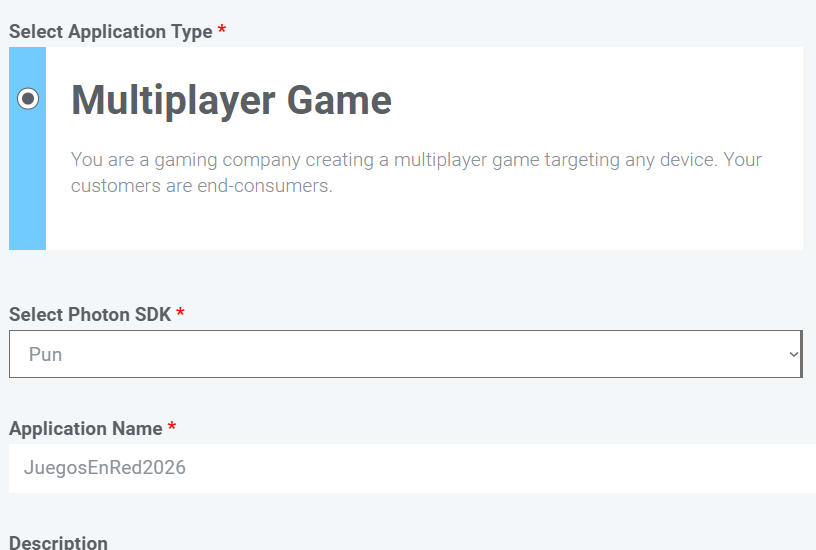 Select Application Type *
Multiplayer Game
You are a gaming company creating a multiplayer game targeting any device. Your
customers are end-consumers.
Select Photon SDK *
Pun
Application Name *
JuegosEnRed2026
Description